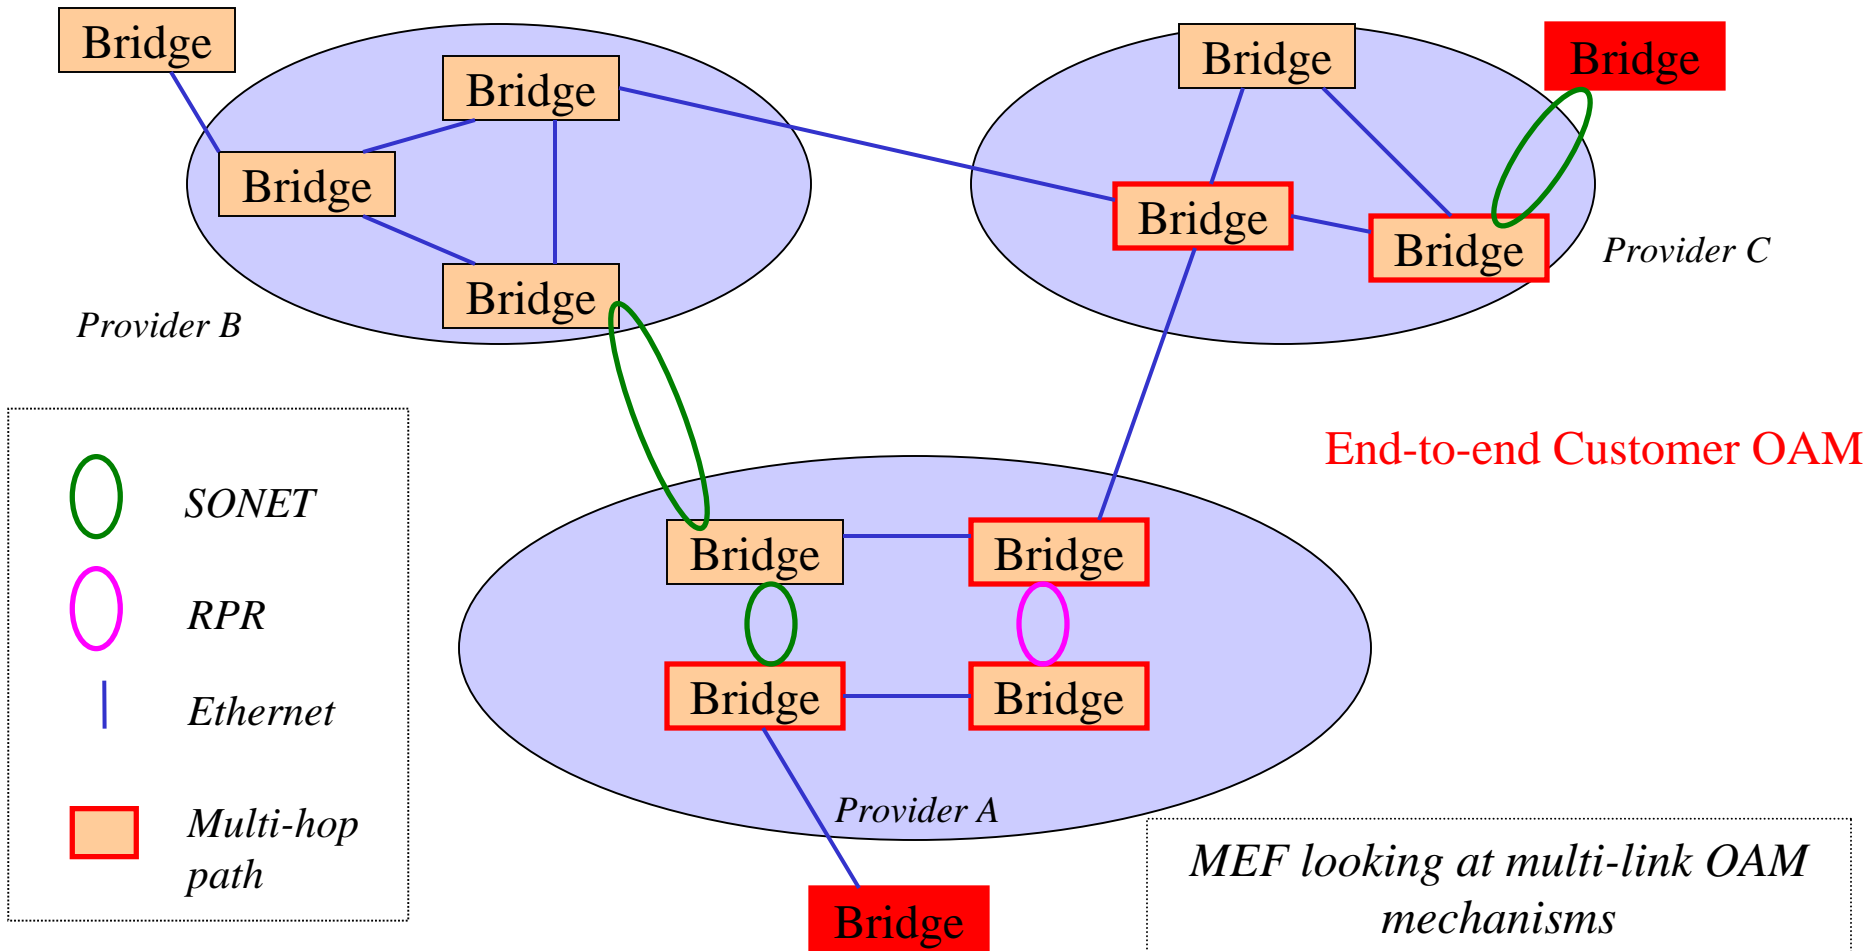 Bridge
Bridge
Bridge
Bridge
Bridge
Bridge
Bridge
Bridge
Bridge
Provider C
Provider B
End-to-end Customer OAM
SONET
RPR
Ethernet
Multi-hop
path
Bridge
Bridge
Bridge
Bridge
Provider A
Bridge
MEF looking at multi-link OAM
mechanisms